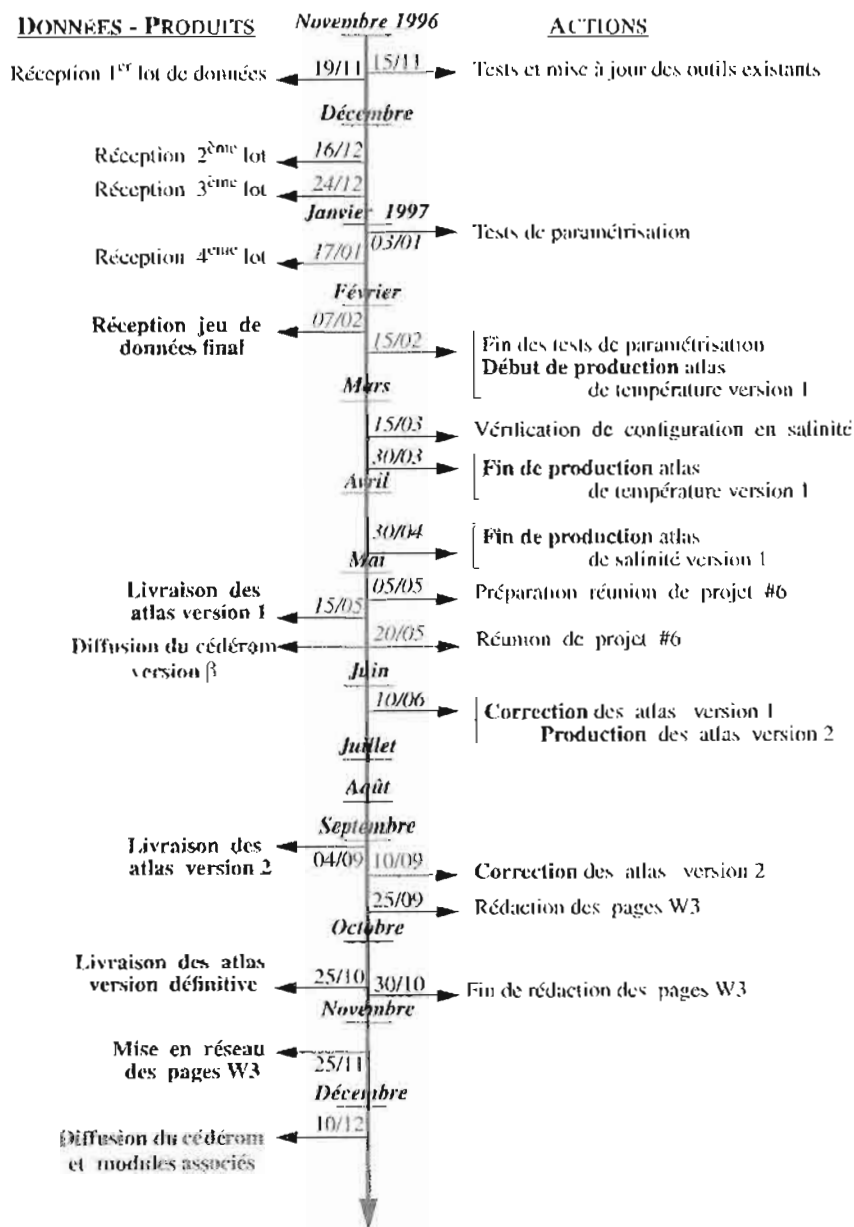 DONNÉES - PRODUITS
Novembre 1996
ACTIONS
Réception 1er lot de données
19/11
15/11
Tests et mise à jour des outils existants
Décembre
Réception 2ème lot
16/12
Réception 3ème lot
24/12
Janvier 1997
03/01
Tests de paramétrisation
Réception 4eme lot
17/01
Février
Réception jeu de
données final
07/02
15/02
Fin des tests de paramétrisation
Début de production atlas
de température version 1
Mars
15/03
Vérification de configuration en salinité
30/03
Fin de production atlas
de température version 1
Avril
30/04
Fin de production atlas
de salinité version 1
Mai
05/05
Préparation réunion de projet #6
Livraison des
atlas version 1
15/05
Diffusion du cédérom
version β
20/05
Réunion de projet #6
Juin
10/06
Correction des atlas version 1
Production des atlas version 2
Juillet
Août
Septembre
Livraison des
atlas version 2
04/09
10/09
Correction des atlas version 2
25/09
Rédaction des pages W3
Octobre
Livraison des atlas
version définitive
25/10
30/10
Fin de rédaction des pages W3
Novembre
Mise en réseau
des pages W3
25/11
Décembre
10/12
Diffusion du cédérom
et modules associés